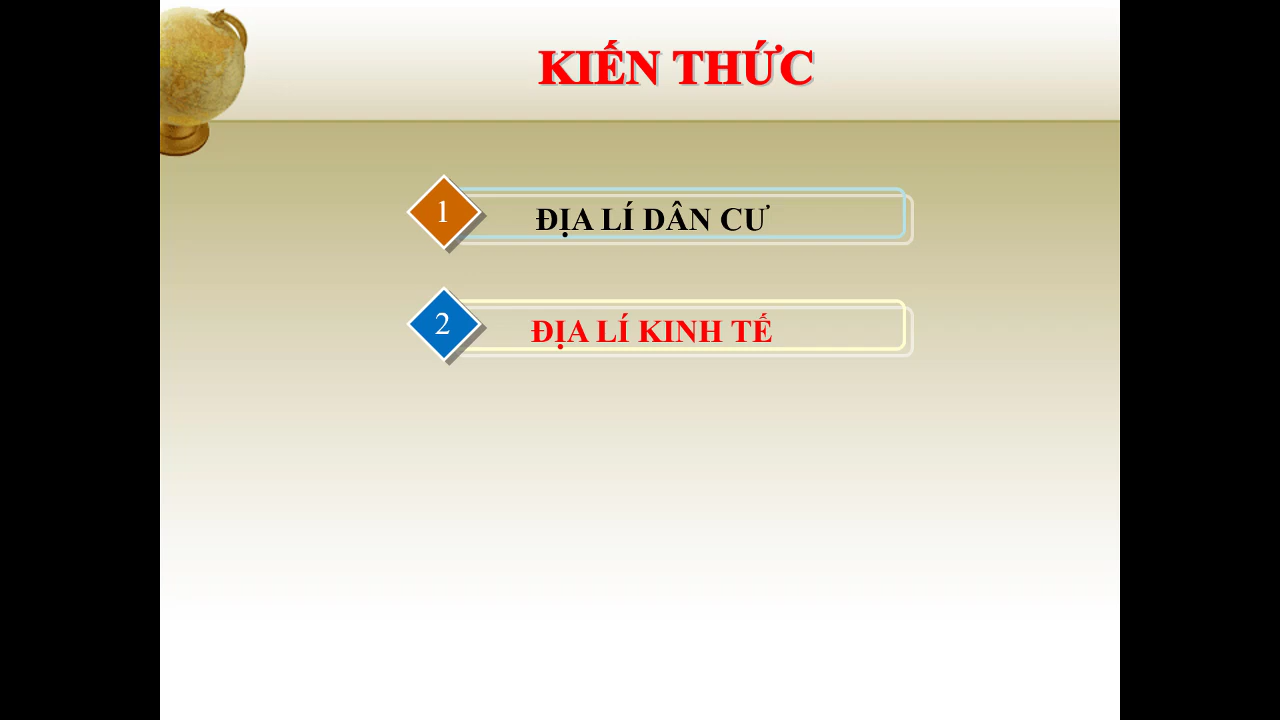 KIẾN THỨC
1
ĐỊA LÍ DÂN CƯ
2
ĐỊA LÍ KINH TẾ